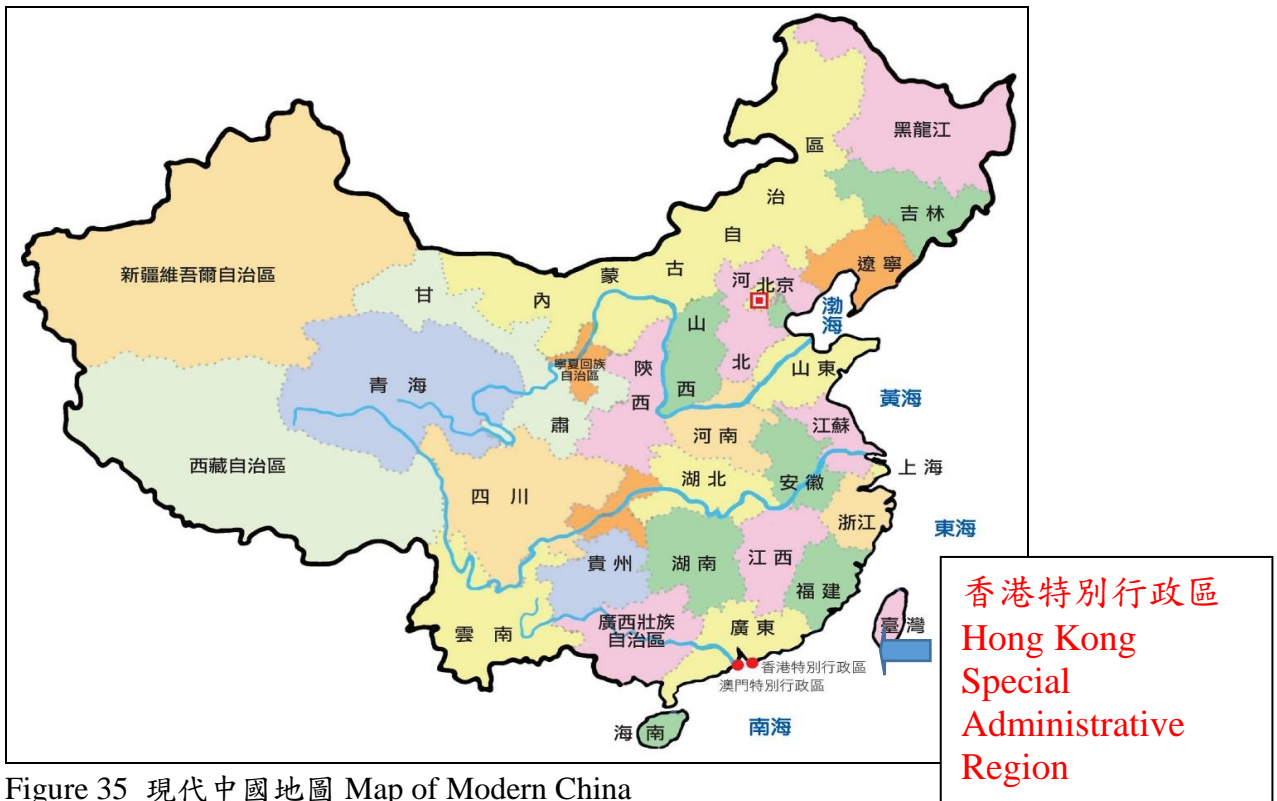 黑龍江
內蒙古自治區
吉林
遼寧
新疆維吾爾自治區
甘肅
河北
北京
渤海
山西
山東
寧夏回族
自治區
陝西
青海
黃海
江蘇
河南
西藏自治區
上海
安徽
湖北
四川
浙江
東海
貴州
湖南
江西
福建
雲南
廣西壯族
自治區
廣東
臺灣
香港特別行政區
澳門特別行政區
海南
南海
香港特別行政區
Hong Kong
Special
Administrative
Region
Figure 35 現代中國地圖 Map of Modern China